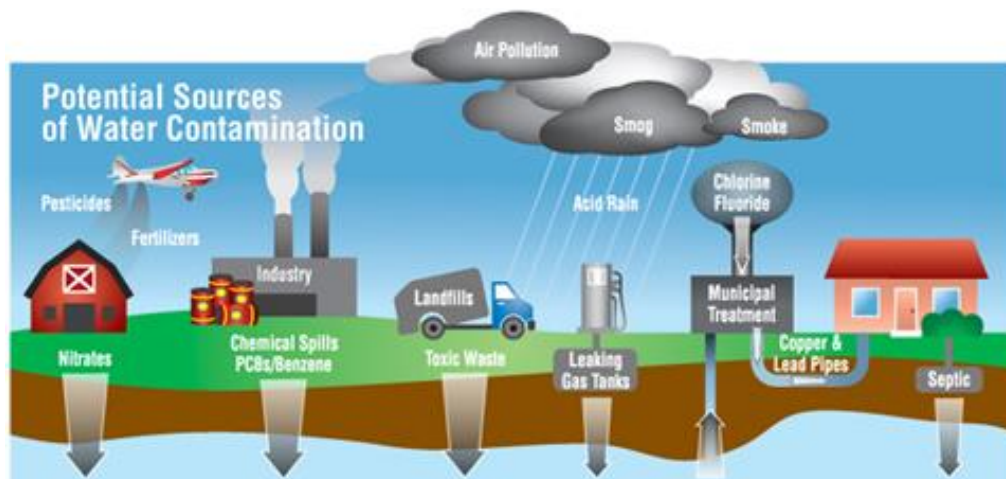 Air Pollution
Potential Sources
of Water Contamination
Smog
Smoke
Pesticides
Fertilizers
Acid Rain
Chlorine
Fluoride
Industry
Landfills
Municipal
Treatment
Nitrates
Chemical Spills
PCBs/Benzene
Toxic Waste
Leaking
Gas Tanks
Copper &
Lead Pipes
Septic